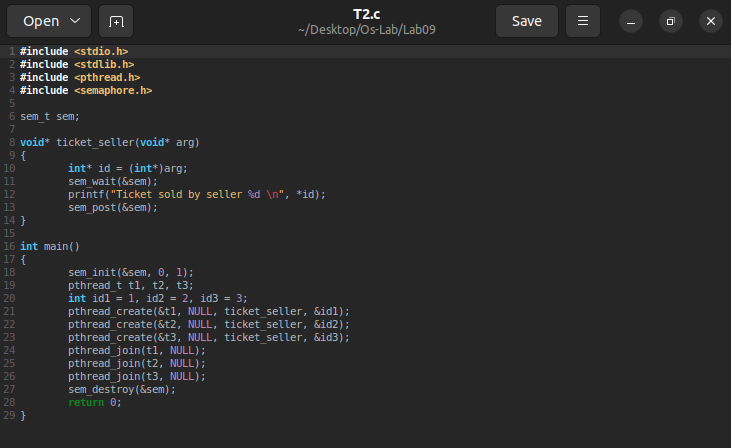 Open
T2.c
~/Desktop/Os-Lab/Lab09
Save
1 #include <stdio.h>
2 #include <stdlib.h>
3 #include <pthread.h>
4 #include <semaphore.h>
5
6 sem_t sem;
7
8 void* ticket_seller(void* arg)
9 {
10 int* id = (int*)arg;
11 sem_wait(&sem);
12 printf("Ticket sold by seller %d \n", *id);
13 sem_post(&sem);
14 }
15
16 int main()
17 {
18 sem_init(&sem, 0, 1);
19 pthread_t t1, t2, t3;
20 int id1 = 1, id2 = 2, id3 = 3;
21 pthread_create(&t1, NULL, ticket_seller, &id1);
22 pthread_create(&t2, NULL, ticket_seller, &id2);
23 pthread_create(&t3, NULL, ticket_seller, &id3);
24 pthread_join(t1, NULL);
25 pthread_join(t2, NULL);
26 pthread_join(t3, NULL);
27 sem_destroy(&sem);
28 return 0;
29 }